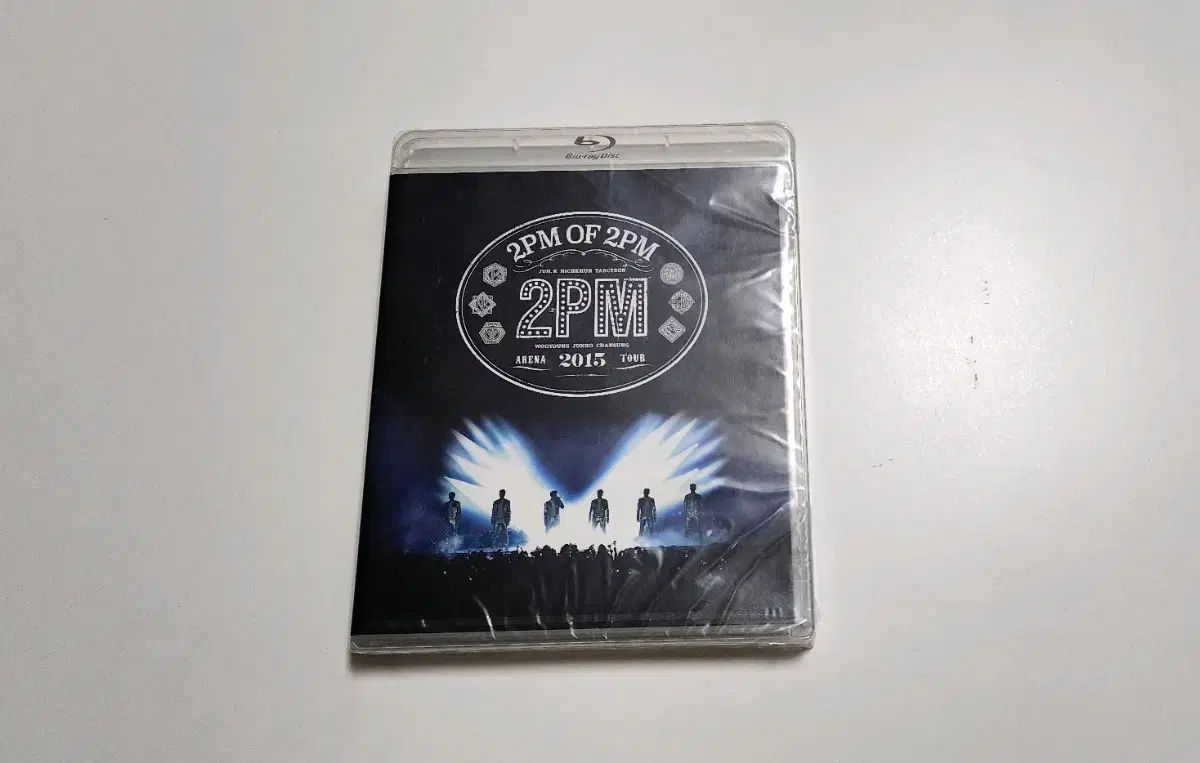 Blu-ray Disc
2PM OF 2PM
JUN.K NICHKHUN TAECYEON
2PM
WOOYOUNG JUNHO CHANSUNG
ARENA 2015 TOUR